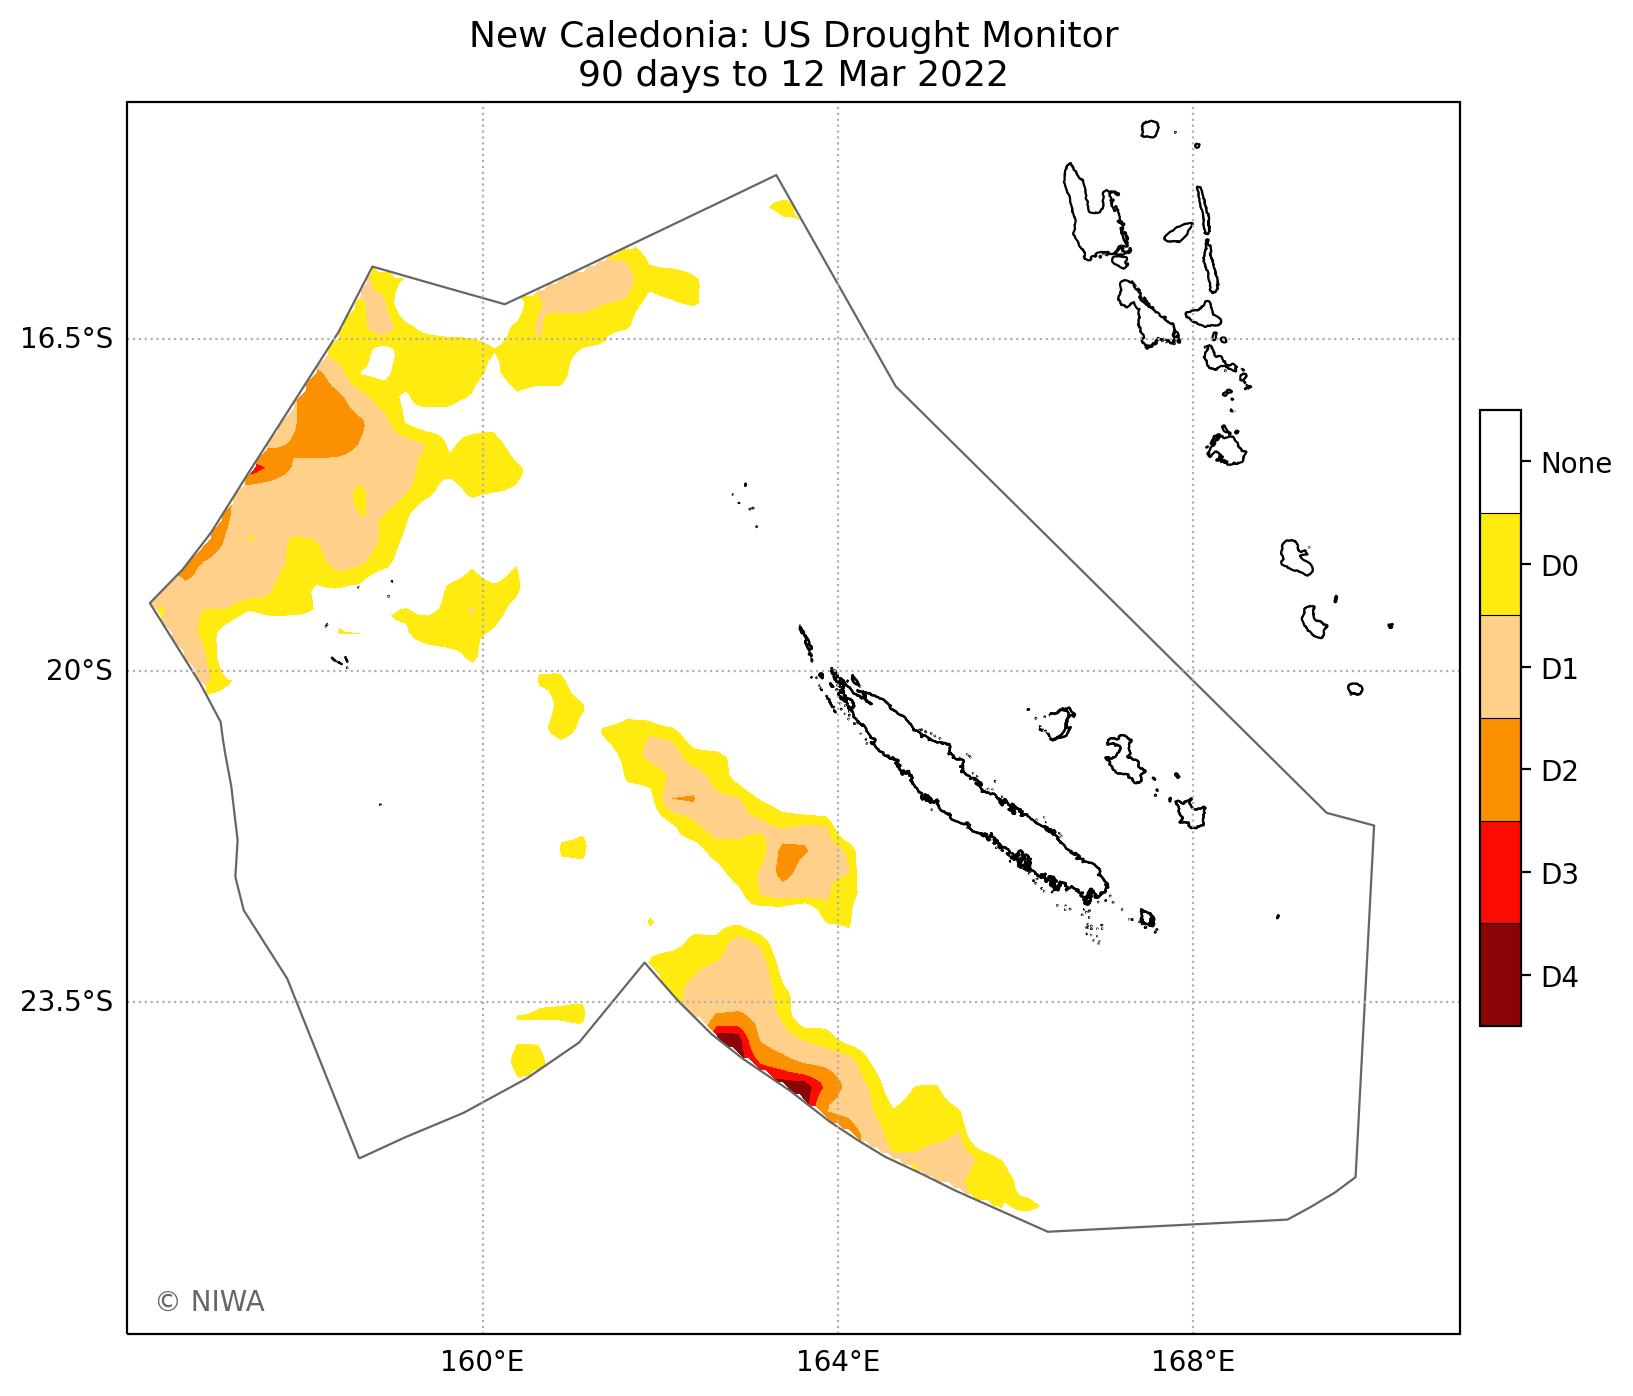 New Caledonia: US Drought Monitor
90 days to 12 Mar 2022
16.5°S
20°S
23.5°S
160°E
164°E
168°E
None
D0
D1
D2
D3
D4
© NIWA